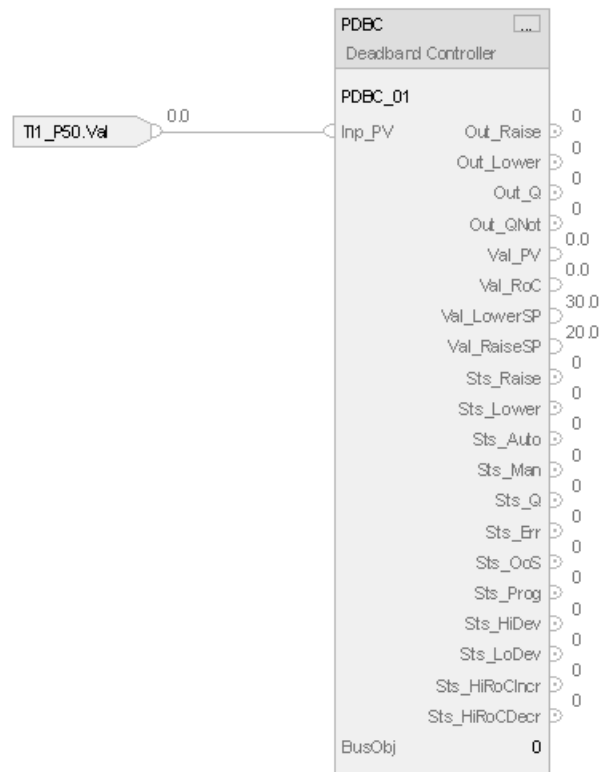 PDBC ...
Deadband Controller
PDBC_01
TI1_P50.Val 0.0 Inp_PV Out_Raise 0
Out_Lower 0
Out_Q 0
Out_QNot 0
Val_PV 0.0
Val_RoC 0.0
Val_LowerSP 30.0
Val_RaiseSP 20.0
Sts_Raise 0
Sts_Lower 0
Sts_Auto 0
Sts_Man 0
Sts_Q 0
Sts_Err 0
Sts_OoS 0
Sts_Prog 0
Sts_HiDev 0
Sts_LoDev 0
Sts_HiRoCIncr 0
Sts_HiRoCDecr 0
BusObj 0